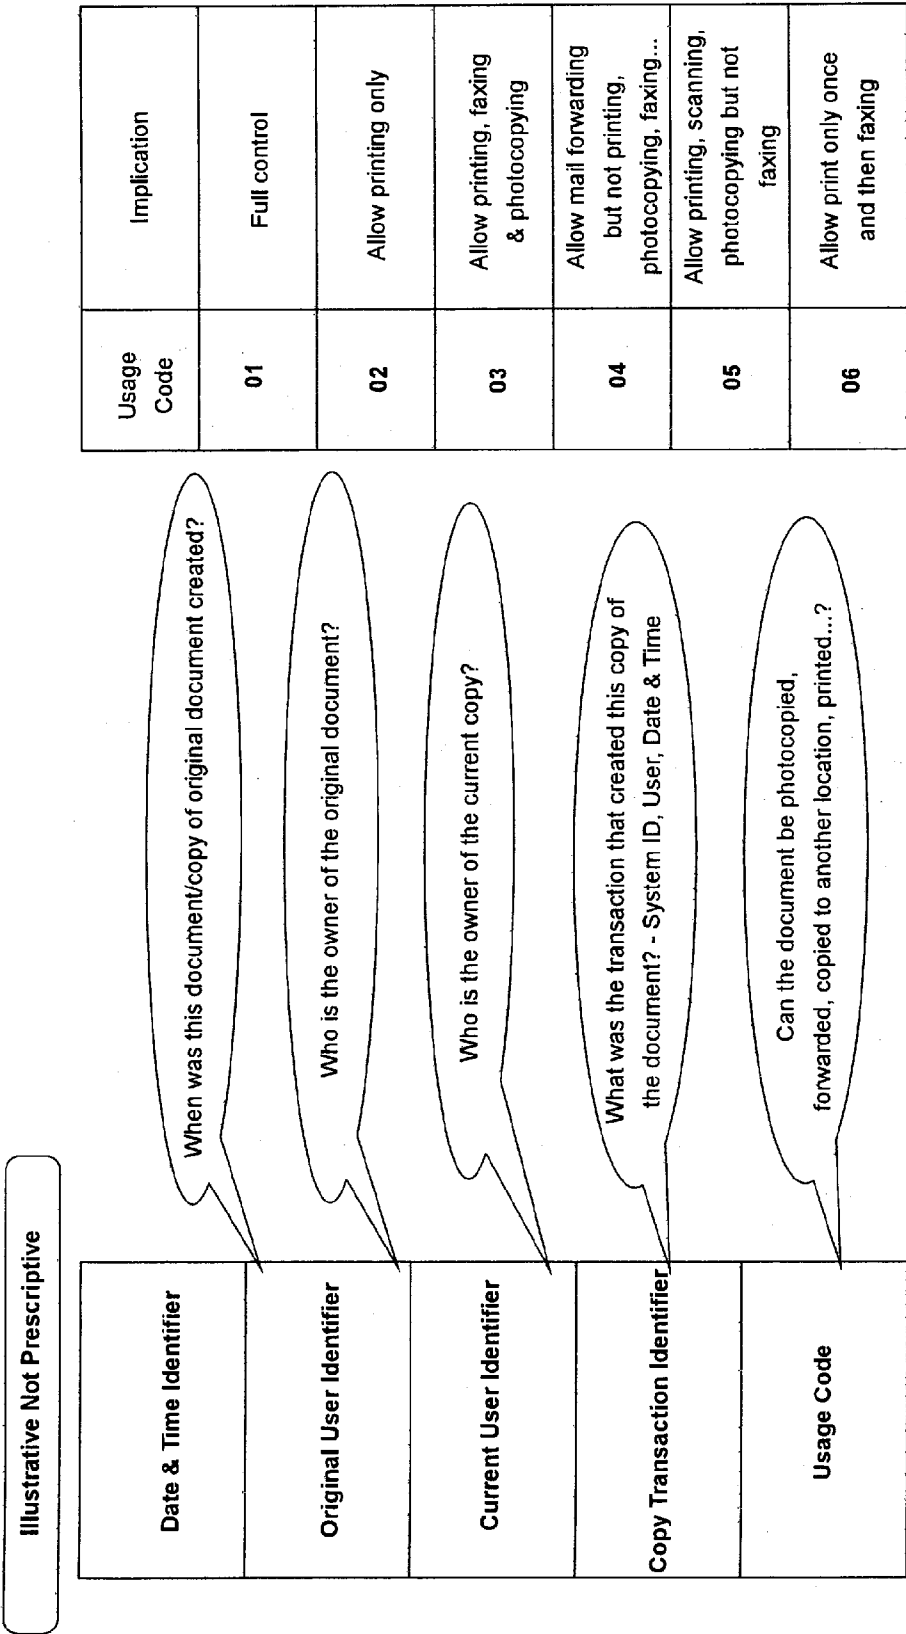 Illustrative Not Prescriptive
Date & Time Identifier
When was this document/copy of original document created?
Original User Identifier
Who is the owner of the original document?
Current User Identifier
Who is the owner of the current copy?
Copy Transaction Identifier
What was the transaction that created this copy of
the document? - System ID, User, Date & Time
Usage Code
Can the document be photocopied,
forwarded, copied to another location, printed...?
Usage
Code
Implication
01
Full control
02
Allow printing only
03
Allow printing, faxing
& photocopying
04
Allow mail forwarding
but not printing,
photocopying, faxing...
05
Allow printing, scanning,
photocopying but not
faxing
06
Allow print only once
and then faxing